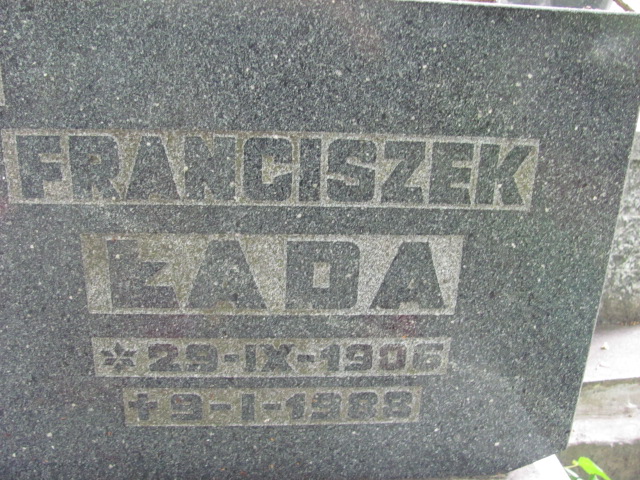 FRANCISZEK
ŁADA
* 29-IX-1906
† 9-I-1983